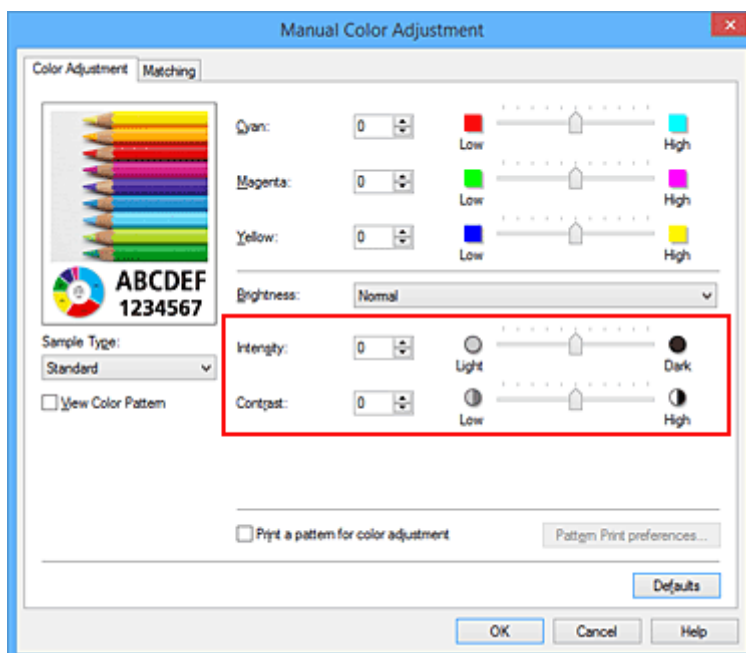 Manual Color Adjustment
Color Adjustment Matching
Cyan: 0 Low High
Magenta: 0 Low High
Yellow: 0 Low High
ABCDEF
1234567
Brightness: Normal
Sample Type:
Standard
View Color Pattern
Intensity: 0 Light Dark
Contrast: 0 Low High
Print a pattern for color adjustment Pattern Print preferences...
Defaults
OK Cancel Help